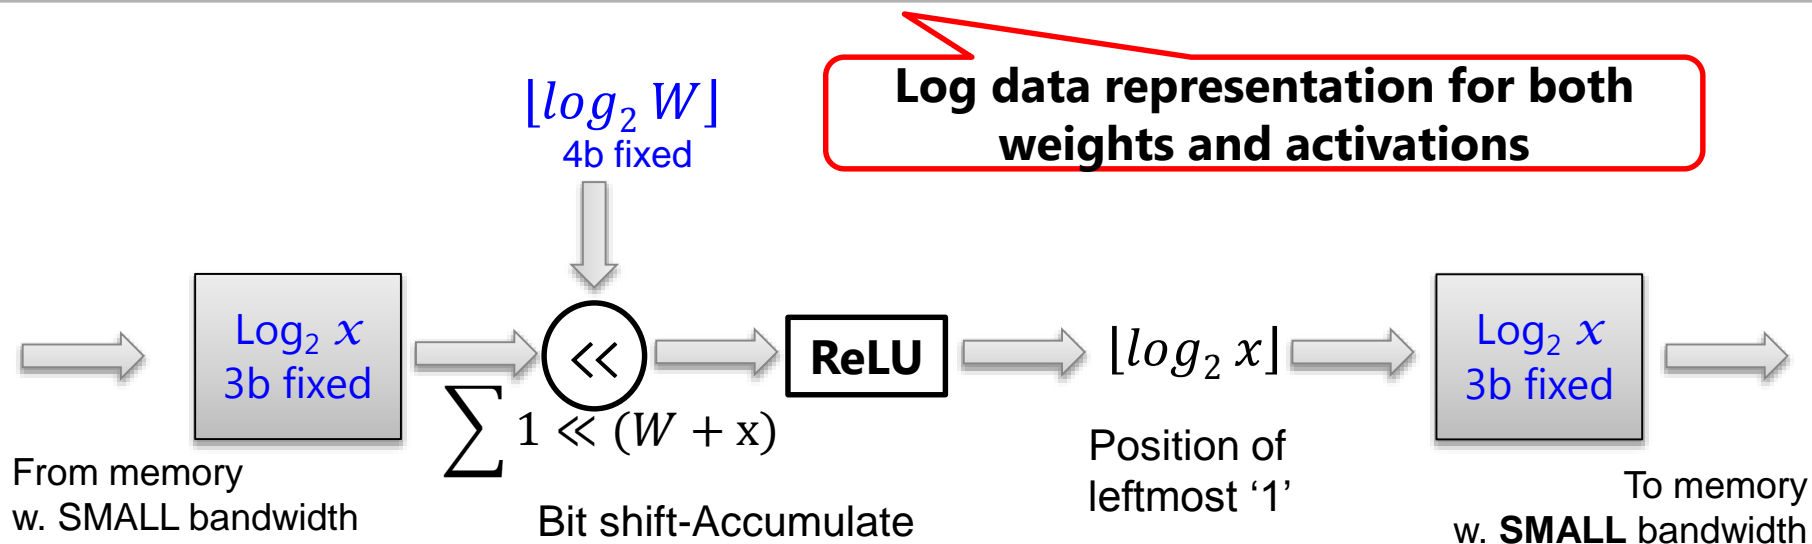 Log data representation for both
weights and activations
⌊log₂ W⌋
4b fixed
Log₂ x
3b fixed
≪
ReLU
⌊log₂ x⌋
Log₂ x
3b fixed
∑ 1 ≪ (W + x)
From memory
w. SMALL bandwidth
Bit shift-Accumulate
Position of
leftmost ‘1’
To memory
w. SMALL bandwidth